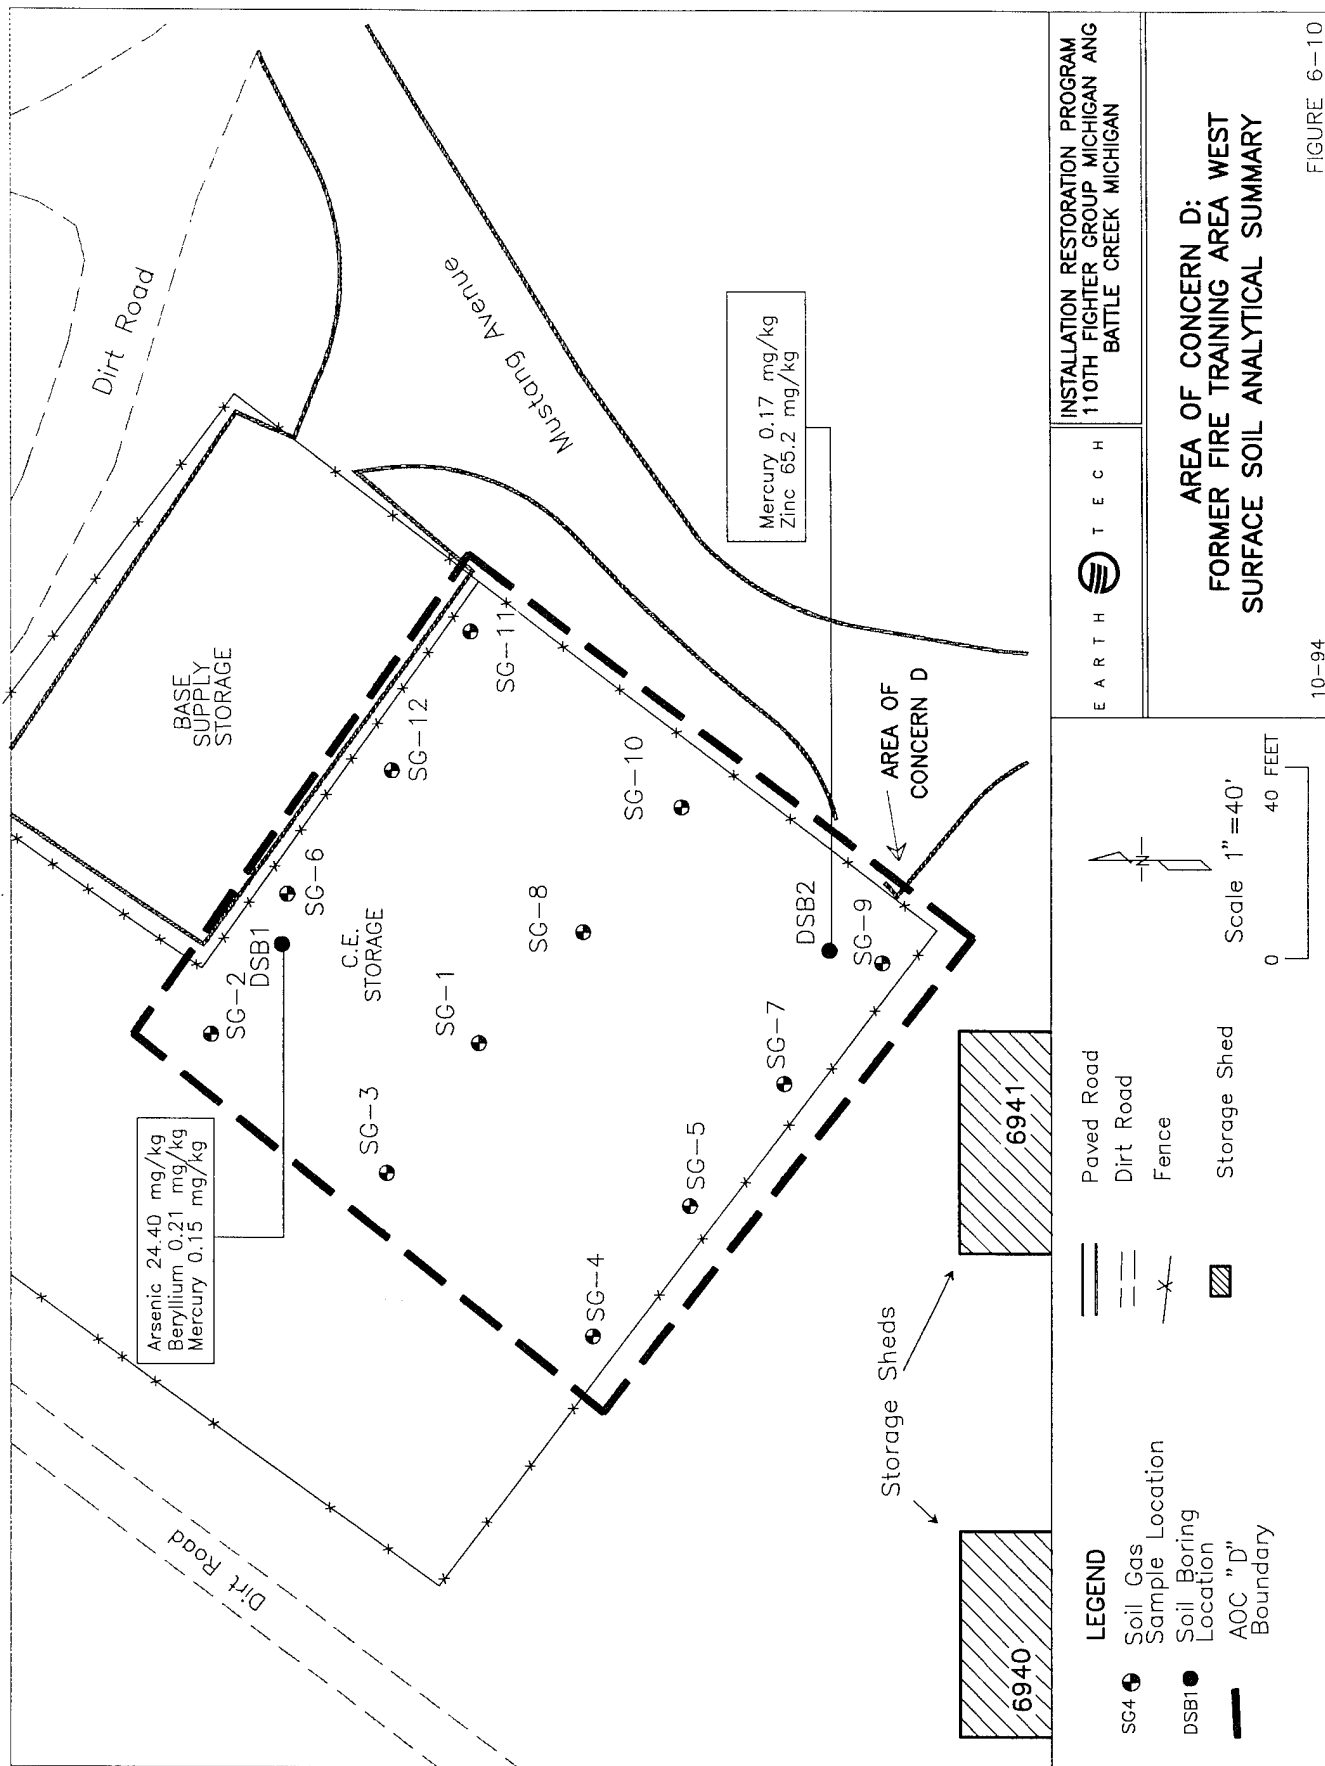 Dirt Road
Mustang Avenue
BASE
SUPPLY
STORAGE
SG-11
SG-12
SG-10
SG-6
DSB1
SG-2
C.E.
STORAGE
SG-8
SG-1
SG-3
DSB2
SG-9
SG-7
SG-5
SG-4
AREA OF
CONCERN D
Mercury 0.17 mg/kg
Zinc 65.2 mg/kg
Arsenic 24.40 mg/kg
Beryllium 0.21 mg/kg
Mercury 0.15 mg/kg
Dirt Road
Storage Sheds
6940
6941
LEGEND
SG4
Soil Gas
Sample Location
DSB1
Soil Boring
Location
AOC "D"
Boundary
Paved Road
Dirt Road
Fence
Storage Shed
N
Scale 1"=40'
0 40 FEET
EARTH TECH
INSTALLATION RESTORATION PROGRAM
110TH FIGHTER GROUP MICHIGAN ANG
BATTLE CREEK MICHIGAN
AREA OF CONCERN D:
FORMER FIRE TRAINING AREA WEST
SURFACE SOIL ANALYTICAL SUMMARY
10-94
FIGURE 6-10